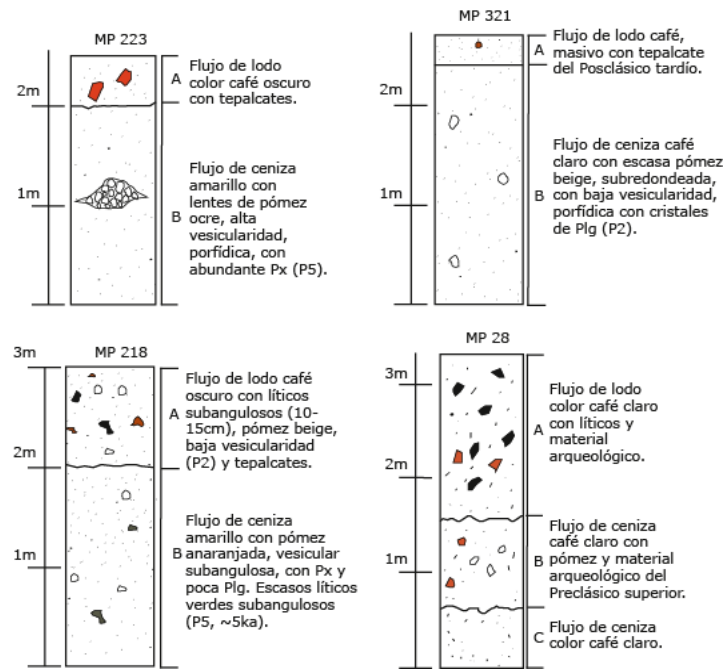 MP 223
2m
1m
A
Flujo de lodo
color café oscuro
con tepalcates.
B
Flujo de ceniza
amarillo con
lentes de pómez
ocre, alta
vesicularidad,
porfídica, con
abundante Px (P5).
MP 321
2m
1m
A
Flujo de lodo café,
masivo con tepalcate
del Posclásico tardío.
B
Flujo de ceniza café
claro con escasa pómez
beige, subredondeada,
con baja vesicularidad,
porfídica con cristales
de Plg (P2).
MP 218
3m
2m
1m
A
Flujo de lodo café
oscuro con líticos
subangulosos (10-
15cm), pómez beige,
baja vesicularidad
(P2) y tepalcates.
B
Flujo de ceniza
amarillo con pómez
anaranjada, vesicular
subangulosa, con Px y
poca Plg. Escasos líticos
verdes subangulosos
(P5, ~5ka).
MP 28
3m
2m
1m
A
Flujo de lodo
color café claro
con líticos y
material
arqueológico.
B
Flujo de ceniza
café claro con
pómez y material
arqueológico del
Preclásico superior.
C
Flujo de ceniza
color café claro.